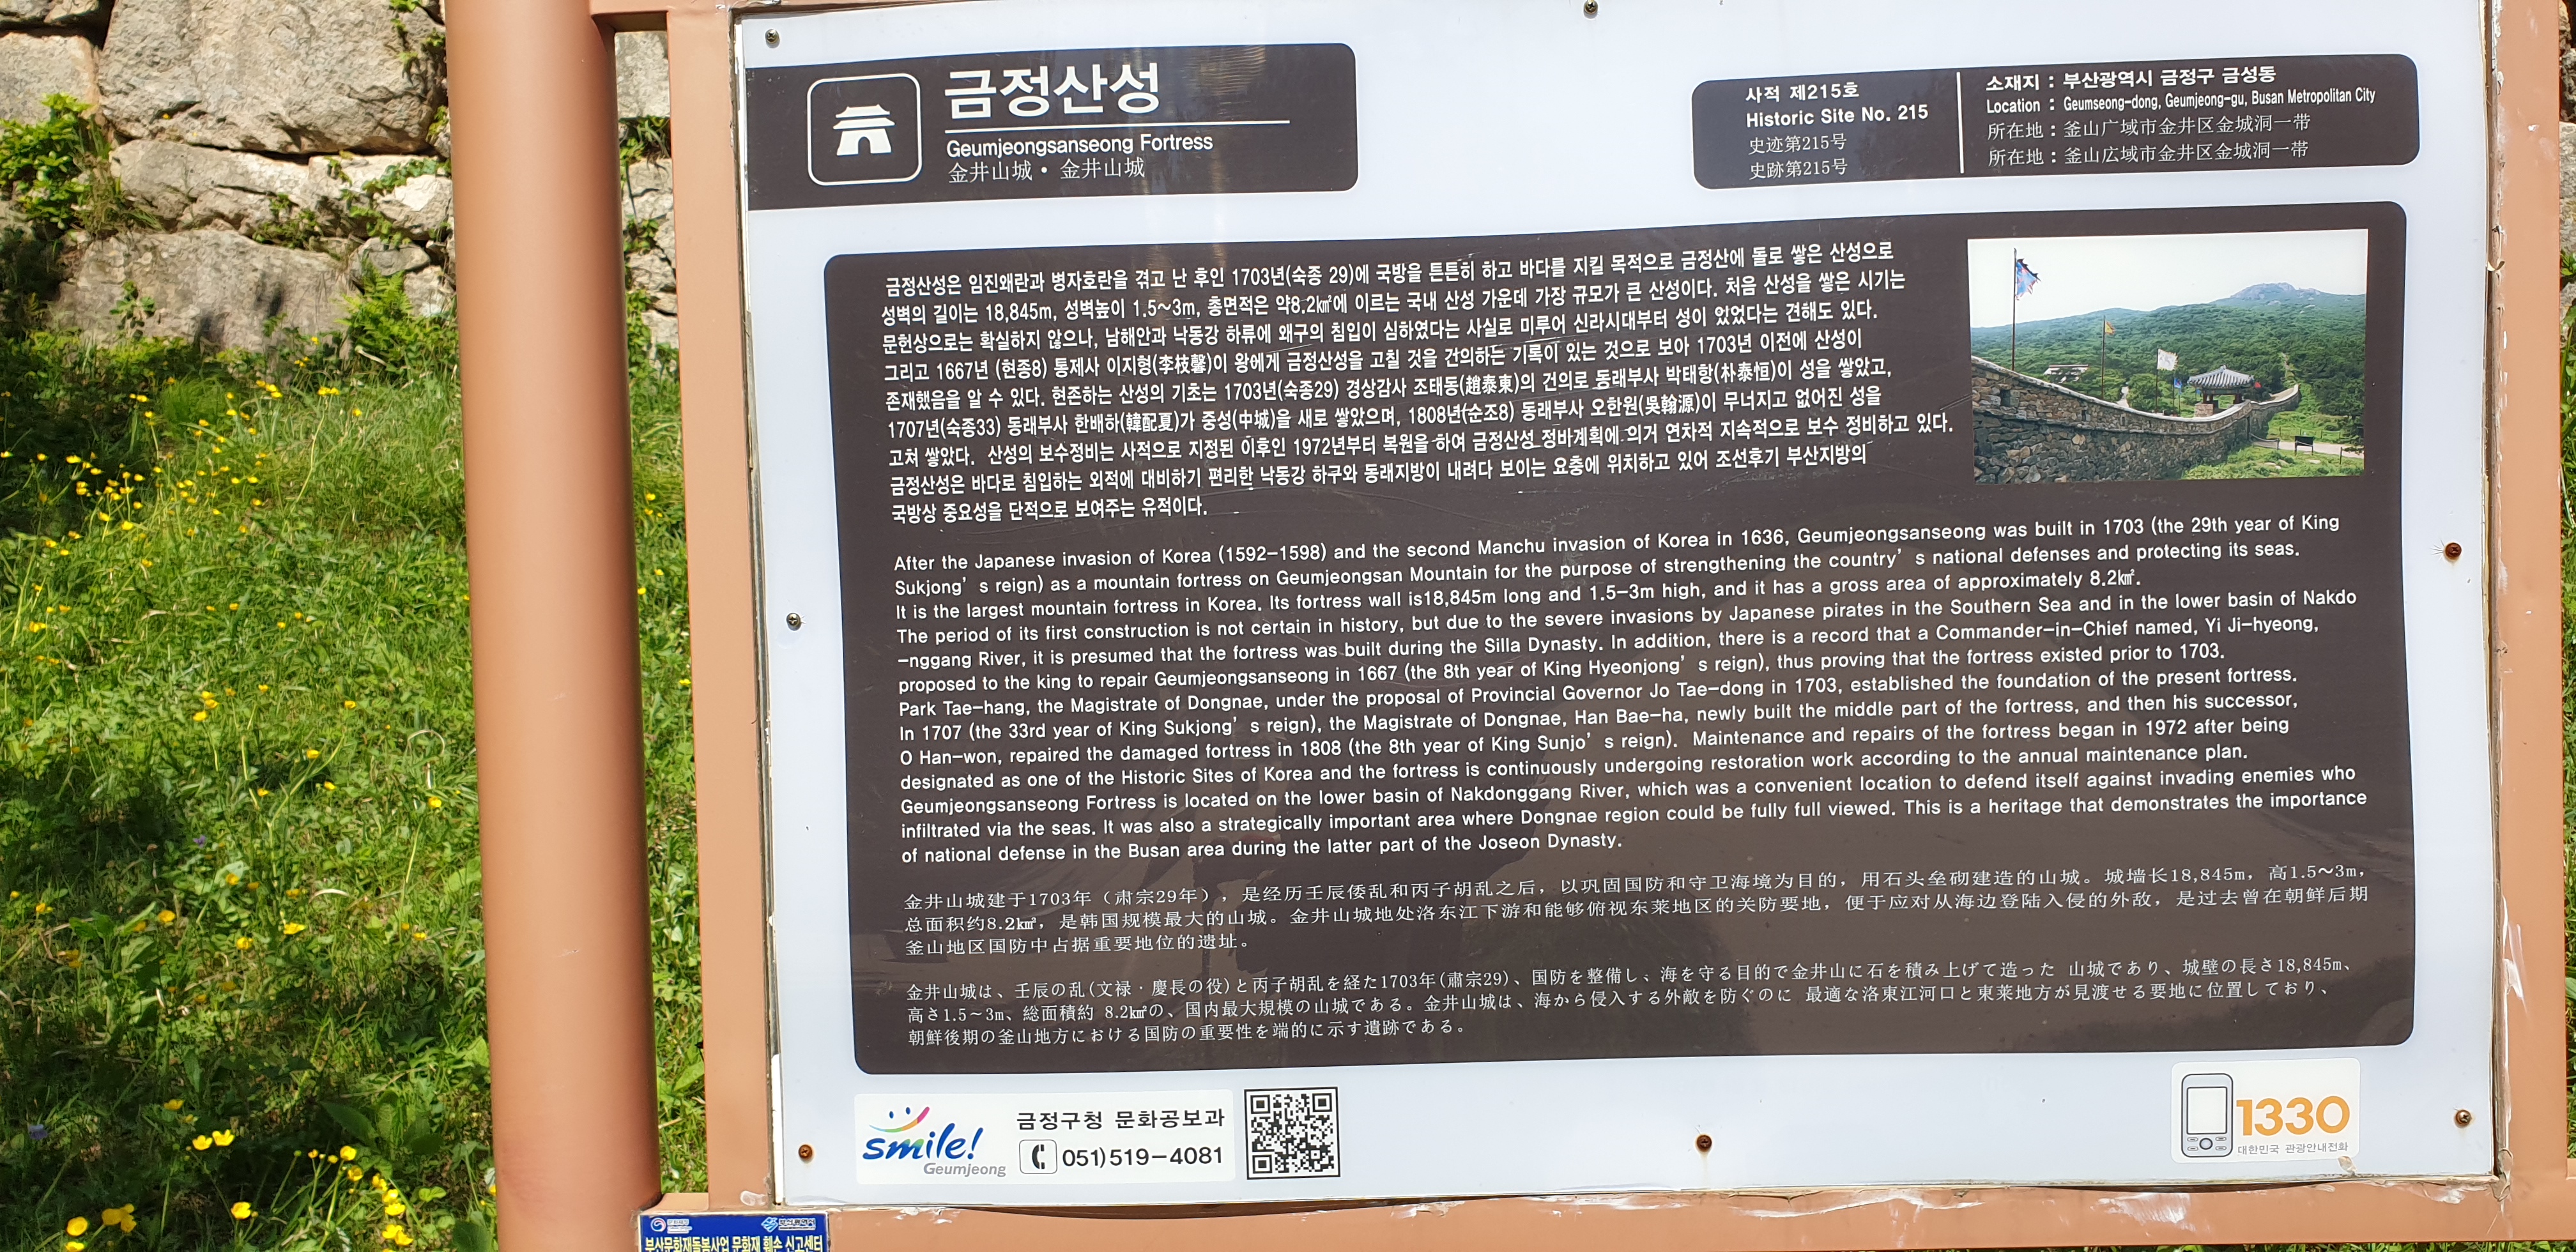 금정산성
Geumjeongsanseong Fortress
金井山城 • 金井山城
사적 제215호
Historic Site No. 215
史迹第215号
史跡第215号
소재지 : 부산광역시 금정구 금성동
Location : Geumseong-dong, Geumjeong-gu, Busan Metropolitan City
所在地 : 釜山广域市金井区金城洞一带
所在地 : 釜山広域市金井区金城洞一帯
금정산성은 임진왜란과 병자호란을 겪고 난 후인 1703년(숙종 29)에 국방을 튼튼히 하고 바다를 지킬 목적으로 금정산에 돌로 쌓은 산성으로
성벽의 길이는 18,845m, 성벽높이 1.5~3m, 총면적은 약8.2㎢에 이르는 국내 산성 가운데 가장 규모가 큰 산성이다. 처음 산성을 쌓은 시기는
문헌상으로는 확실하지 않으나, 남해안과 낙동강 하류에 왜구의 침입이 심하였다는 사실로 미루어 신라시대부터 성이 었었다는 견해도 있다.
그리고 1667년 (현종8) 통제사 이지형(李枝馨)이 왕에게 금정산성을 고칠 것을 건의하는 기록이 있는 것으로 보아 1703년 이전에 산성이
존재했음을 알 수 있다. 현존하는 산성의 기초는 1703년(숙종29) 경상감사 조태동(趙泰東)의 건의로 동래부사 박태항(朴泰恒)이 성을 쌓았고,
1707년(숙종33) 동래부사 한배하(韓配夏)가 중성(中城)을 새로 쌓았으며, 1808년(순조8) 동래부사 오한원(吳翰源)이 무너지고 없어진 성을
고쳐 쌓았다. 산성의 보수정비는 사적으로 지정된 이후인 1972년부터 복원을 하여 금정산성 정바계획에 의거 연차적 지속적으로 보수 정비하고 있다.
금정산성은 바다로 침입하는 외적에 대비하기 편리한 낙동강 하구와 동래지방이 내려다 보이는 요충에 위치하고 있어 조선후기 부산지방의
국방상 중요성을 단적으로 보여주는 유적이다.
After the Japanese invasion of Korea (1592-1598) and the second Manchu invasion of Korea in 1636, Geumjeongsanseong was built in 1703 (the 29th year of King
Sukjong’ s reign) as a mountain fortress on Geumjeongsan Mountain for the purpose of strengthening the country’ s national defenses and protecting its seas.
It is the largest mountain fortress in Korea. Its fortress wall is18,845m long and 1.5-3m high, and it has a gross area of approximately 8.2㎢.
The period of its first construction is not certain in history, but due to the severe invasions by Japanese pirates in the Southern Sea and in the lower basin of Nakdo
-nggang River, it is presumed that the fortress was built during the Silla Dynasty. In addition, there is a record that a Commander-in-Chief named, Yi Ji-hyeong,
proposed to the king to repair Geumjeongsanseong in 1667 (the 8th year of King Hyeonjong’ s reign), thus proving that the fortress existed prior to 1703.
Park Tae-hang, the Magistrate of Dongnae, under the proposal of Provincial Governor Jo Tae-dong in 1703, established the foundation of the present fortress.
In 1707 (the 33rd year of King Sukjong’ s reign), the Magistrate of Dongnae, Han Bae-ha, newly built the middle part of the fortress, and then his successor,
O Han-won, repaired the damaged fortress in 1808 (the 8th year of King Sunjo’ s reign). Maintenance and repairs of the fortress began in 1972 after being
designated as one of the Historic Sites of Korea and the fortress is continuously undergoing restoration work according to the annual maintenance plan.
Geumjeongsanseong Fortress is located on the lower basin of Nakdonggang River, which was a convenient location to defend itself against invading enemies who
infiltrated via the seas. It was also a strategically important area where Dongnae region could be fully full viewed. This is a heritage that demonstrates the importance
of national defense in the Busan area during the latter part of the Joseon Dynasty.
金井山城建于1703年（肃宗29年），是经历壬辰倭乱和丙子胡乱之后，以巩固国防和守卫海境为目的，用石头垒砌建造的山城。城墙长18,845m，高1.5~3m，
总面积约8.2㎢，是韩国规模最大的山城。金井山城地处洛东江下游和能够俯视东莱地区的关防要地，便于应对从海边登陆入侵的外敌，是过去曾在朝鲜后期
釜山地区国防中占据重要地位的遗址。
金井山城は、壬辰の乱(文禄・慶長の役)と丙子胡乱を経た1703年(粛宗29)、国防を整備し、海を守る目的で金井山に石を積み上げて造った 山城であり、城壁の長さ18,845m、
高さ1.5~3m、総面積約 8.2㎢の、国内最大規模の山城である。金井山城は、海から侵入する外敵を防ぐのに 最適な洛東江河口と東莱地方が見渡せる要地に位置しており、
朝鮮後期の釜山地方における国防の重要性を端的に示す遺跡である。
smile!
Geumjeong
금정구청 문화공보과
051)519-4081
1330
대한민국 관광안내전화
부산문화재돌봄사업 문화재 훼손 신고센터